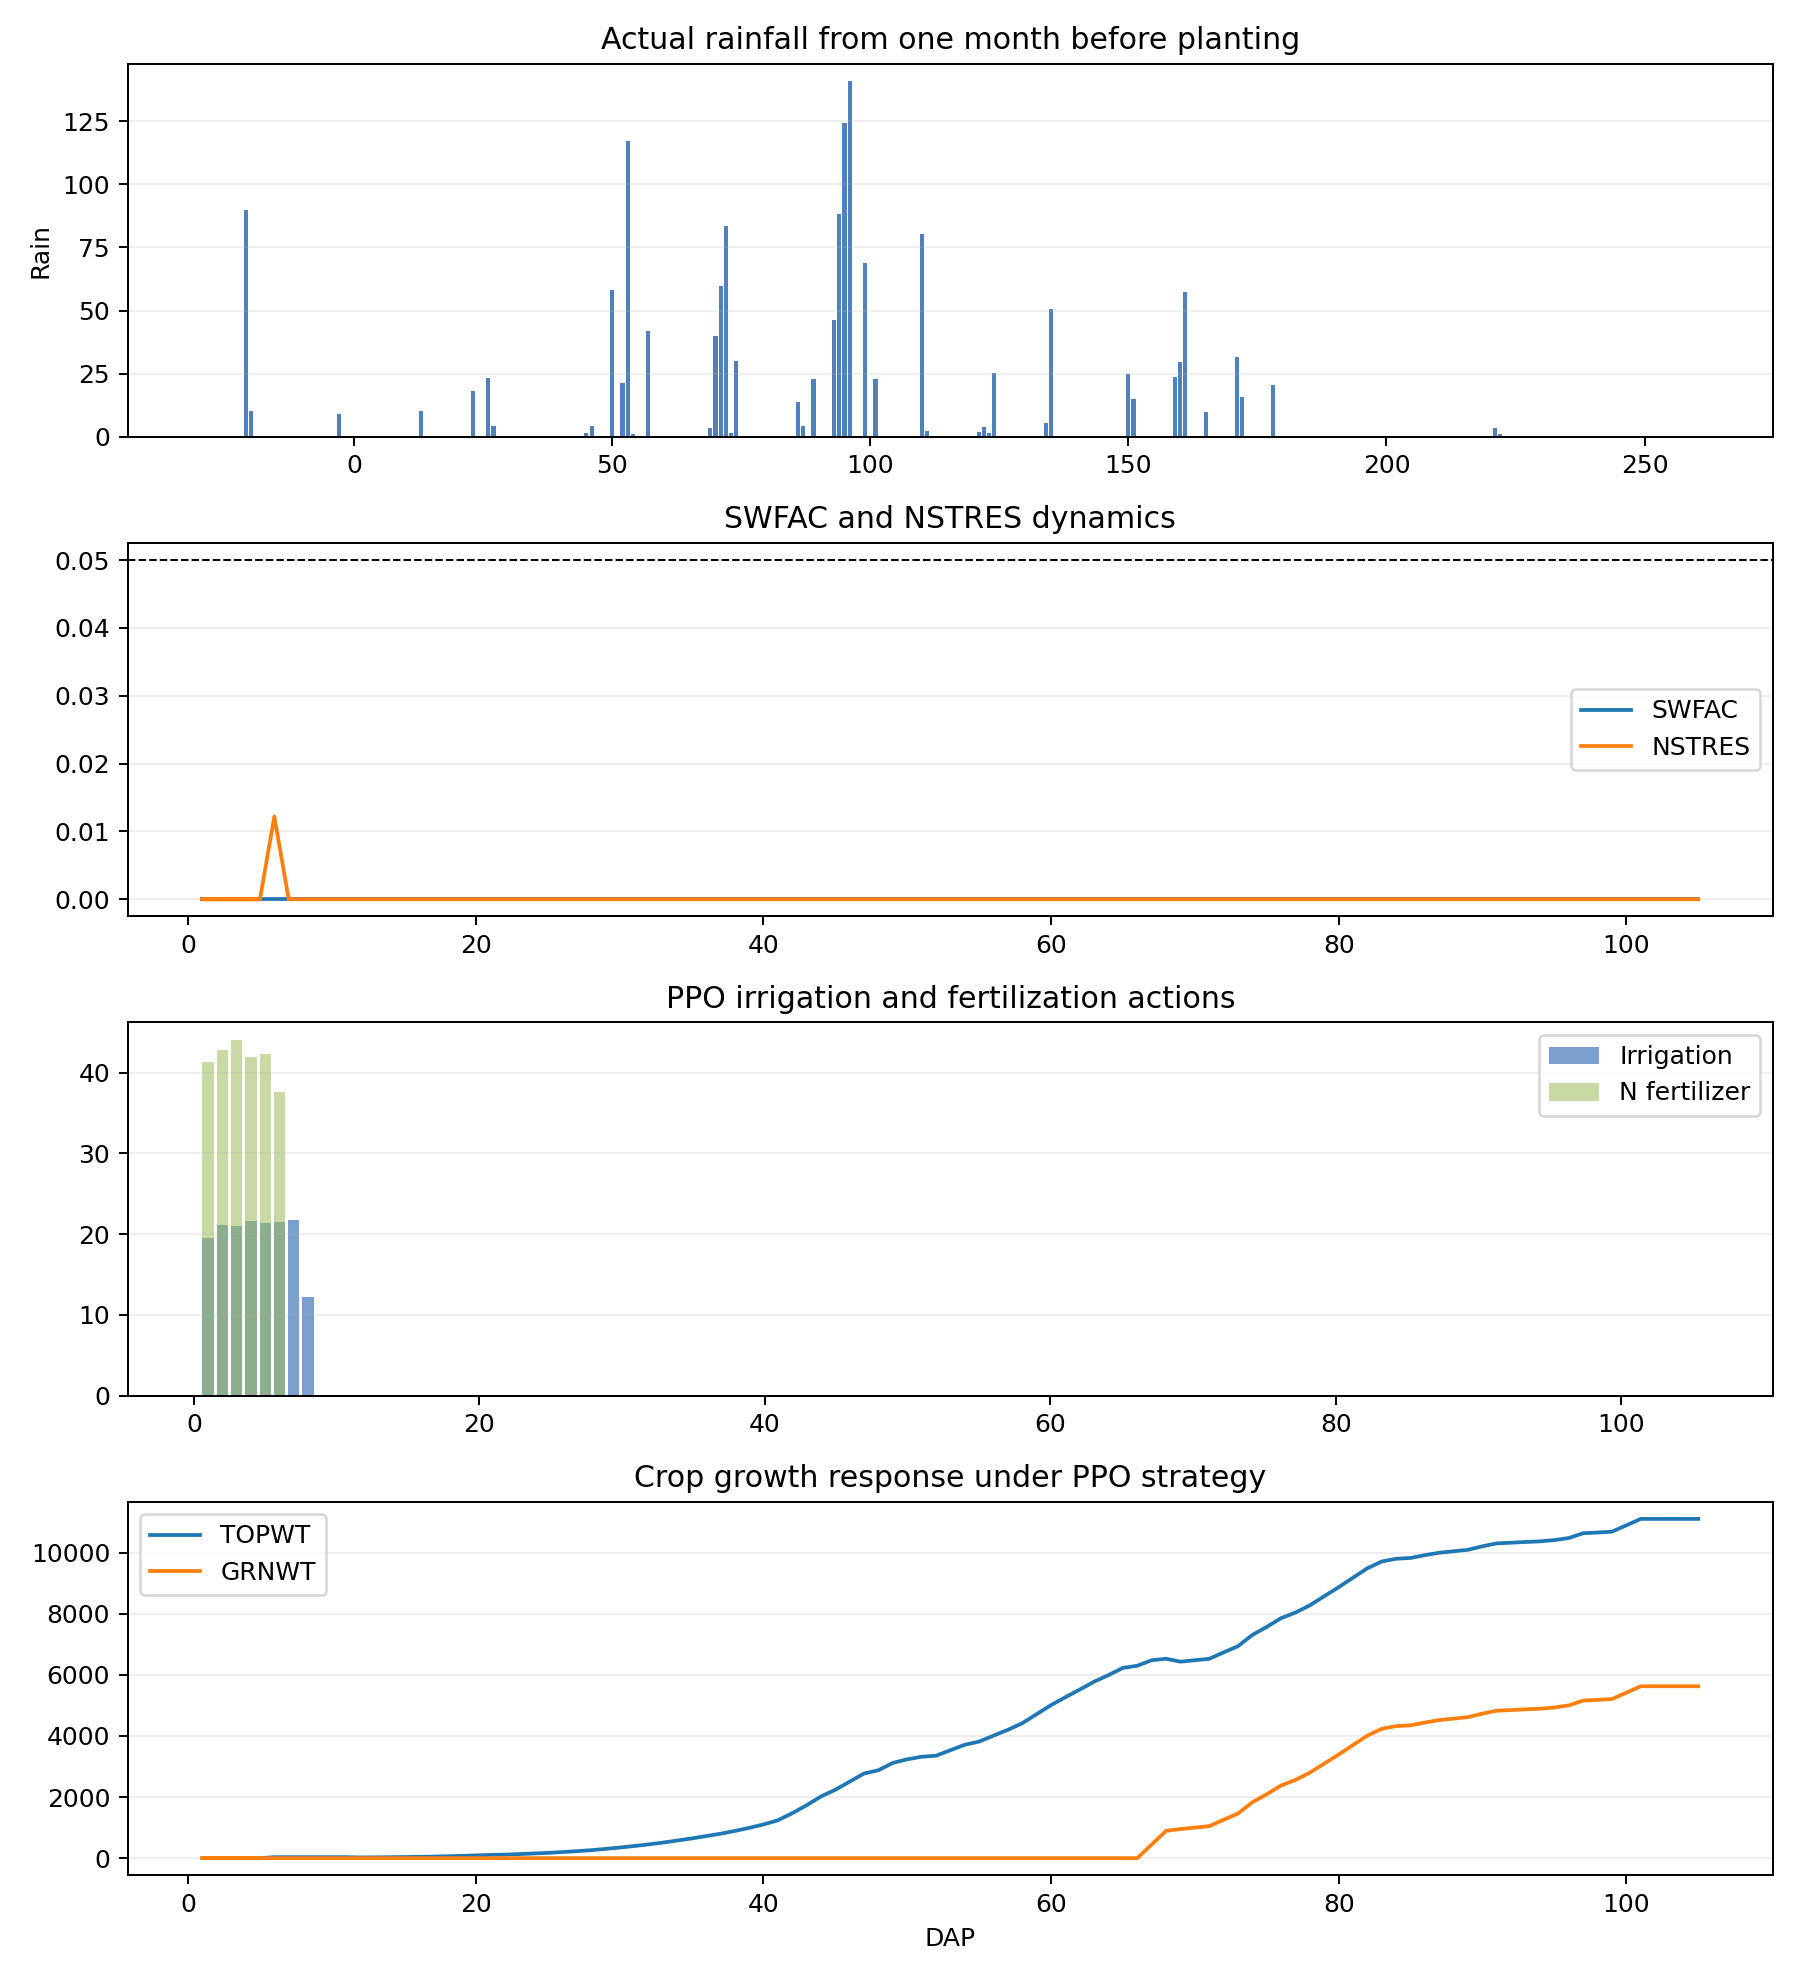 Actual rainfall from one month before planting
125
100
75
50
25
0
Rain
0 50 100 150 200 250
SWFAC and NSTRES dynamics
0.05
0.04
0.03
0.02
0.01
0.00
SWFAC
NSTRES
0 20 40 60 80 100
PPO irrigation and fertilization actions
40
30
20
10
0
Irrigation
N fertilizer
0 20 40 60 80 100
Crop growth response under PPO strategy
TOPWT
GRNWT
10000
8000
6000
4000
2000
0
0 20 40 60 80 100
DAP